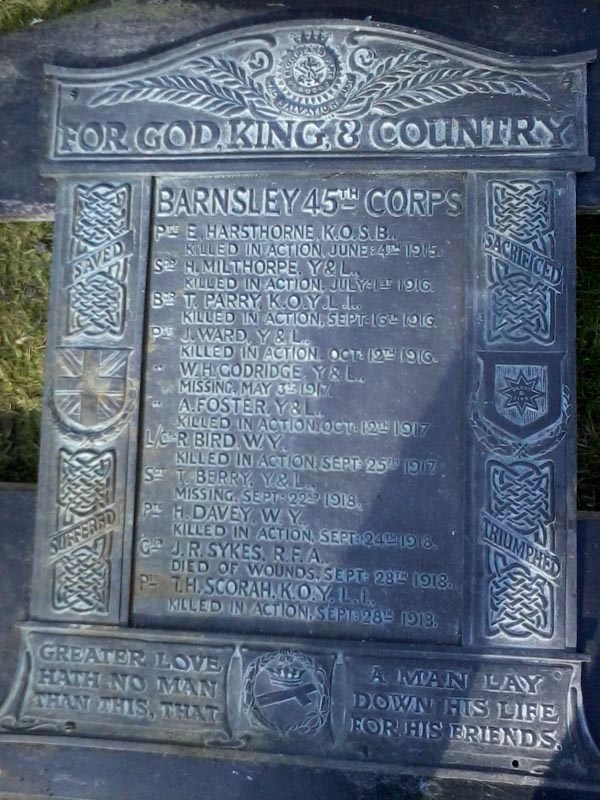 FOR GOD, KING, & COUNTRY
BARNSLEY 45TH CORPS
PTE E. HARSTHORNE, K.O.S.B.,
KILLED IN ACTION, JUNE: 4TH 1915.
H. MILTHORPE, Y & L.,
KILLED IN ACTION, JULY: 1ST 1916.
T. PARRY, K.O.Y.L.I.,
KILLED IN ACTION, SEPT: 16TH 1916.
PTE J. WARD, Y & L.,
KILLED IN ACTION. OCT: 12TH 1916.
" W.H. GODRIDGE, Y & L.,
MISSING, MAY 3RD 1917.
" A. FOSTER, Y & L.,
KILLED IN ACTION, OCT: 12TH 1917
L/CPL R. BIRD, W.Y.,
KILLED IN ACTION, SEPT: 25TH 1917.
T. BERRY, Y & L.,
MISSING, SEPT: 22ND 1918.
PTE H. DAVEY, W.Y.,
KILLED IN ACTION, SEPT: 24TH 1918.
GNR J.R. SYKES, R.F.A.,
DIED OF WOUNDS, SEPT: 28TH 1918.
PTE T.H. SCORAH, K.O.Y.L.I.,
KILLED IN ACTION, SEPT: 28TH 1918.
SAVED
SUFFERED
SACRIFICED
TRIUMPHED
GREATER LOVE
HATH NO MAN
THAN THIS, THAT
A MAN LAY
DOWN HIS LIFE
FOR HIS FRIENDS.